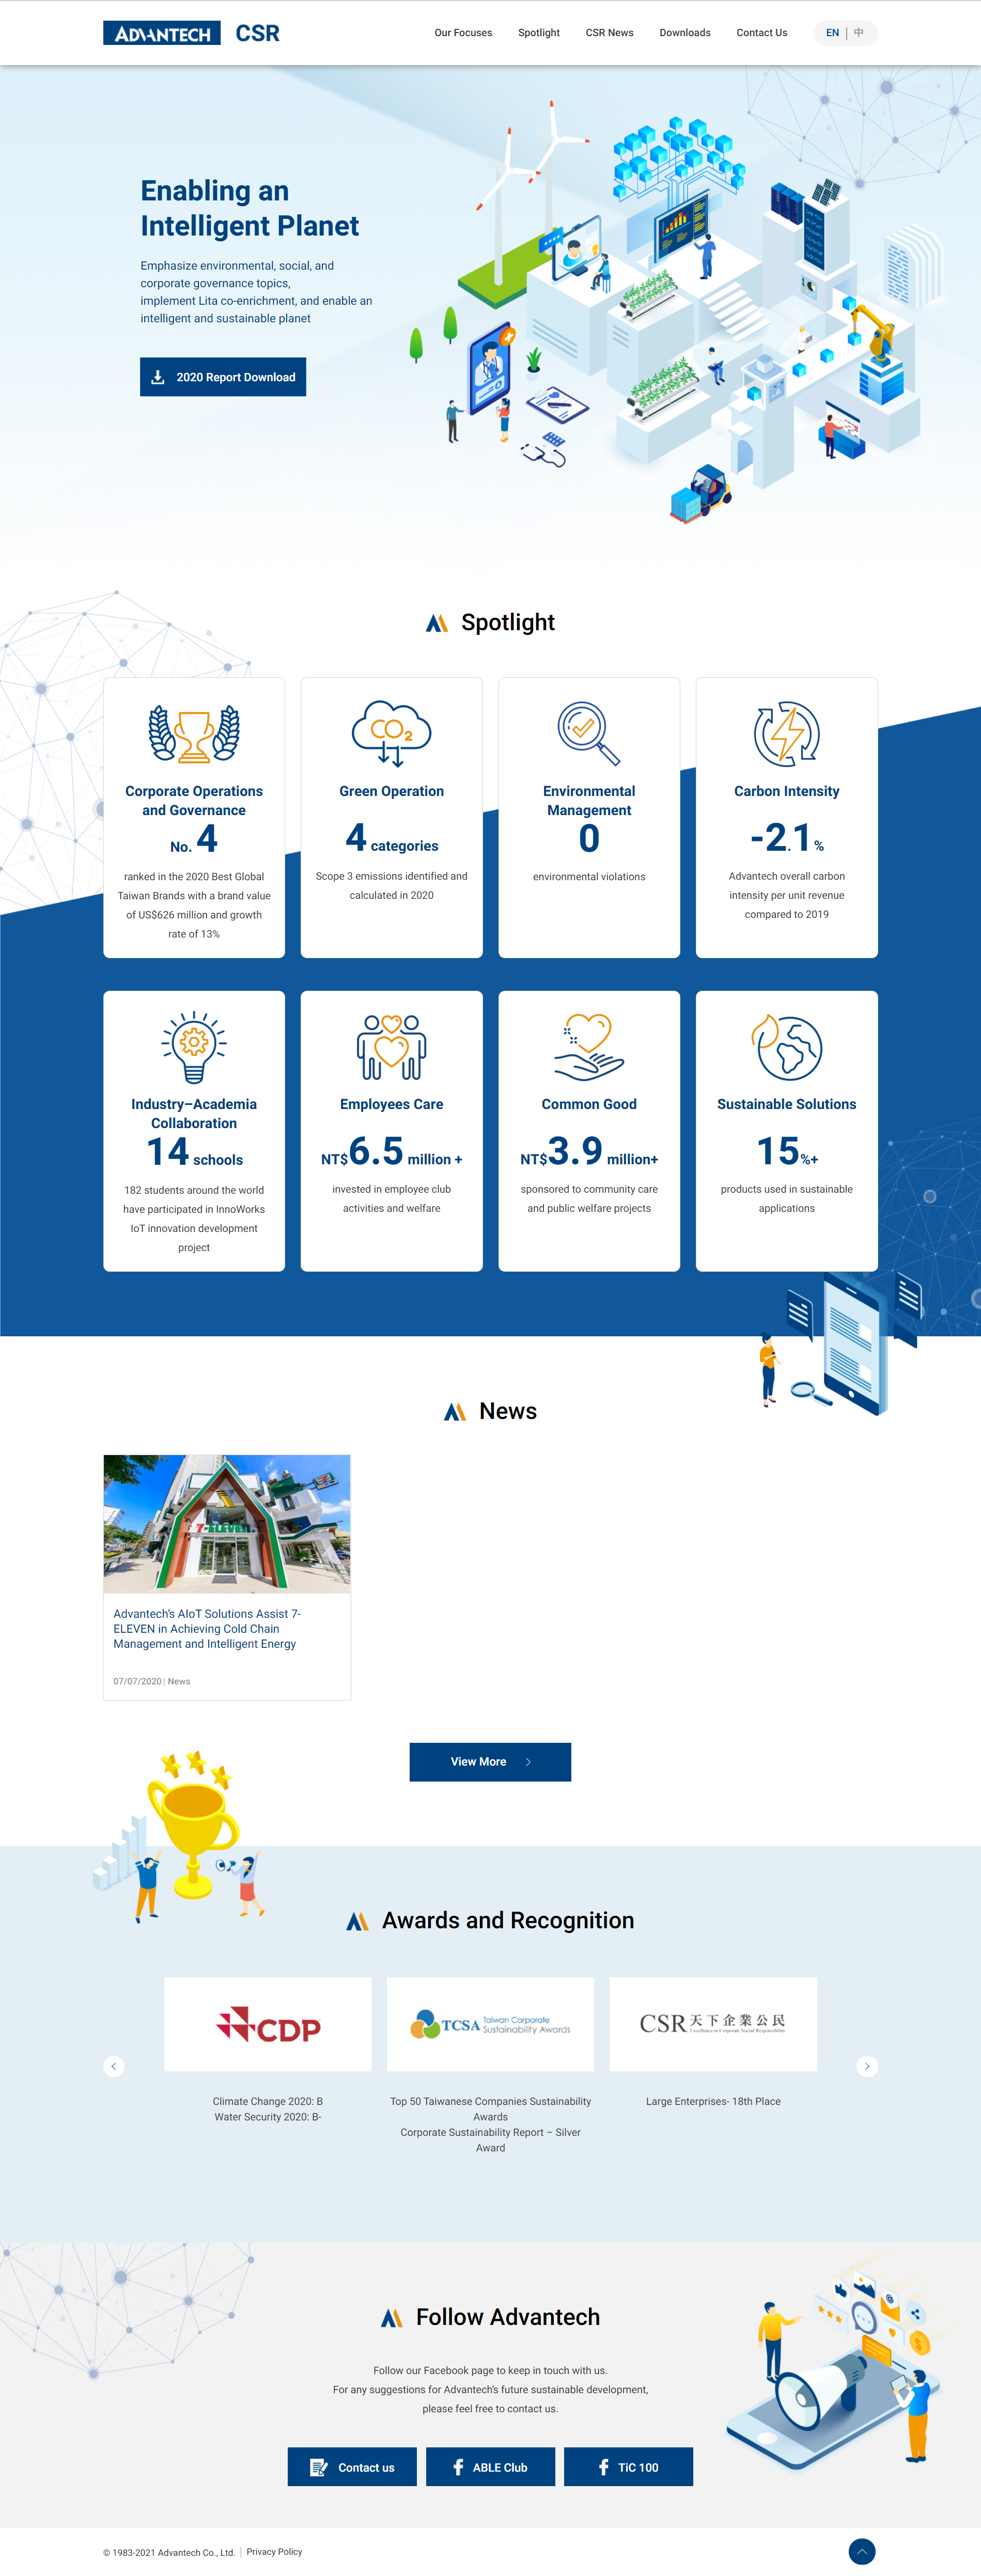 ADVANTECH CSR
Our Focuses
Spotlight
CSR News
Downloads
Contact Us
EN | 中
Enabling an
Intelligent Planet
Emphasize environmental, social, and
corporate governance topics,
implement Lita co-enrichment, and enable an
intelligent and sustainable planet
2020 Report Download
Spotlight
CO2
Corporate Operations
and Governance
No. 4
ranked in the 2020 Best Global
Taiwan Brands with a brand value
of US$626 million and growth
rate of 13%
Green Operation
4 categories
Scope 3 emissions identified and
calculated in 2020
Environmental
Management
0
environmental violations
Carbon Intensity
-2.1%
Advantech overall carbon
intensity per unit revenue
compared to 2019
Industry–Academia
Collaboration
14 schools
182 students around the world
have participated in InnoWorks
IoT innovation development
project
Employees Care
NT$6.5 million +
invested in employee club
activities and welfare
Common Good
NT$3.9 million+
sponsored to community care
and public welfare projects
Sustainable Solutions
15%+
products used in sustainable
applications
News
7-ELEVEn
Advantech’s AIoT Solutions Assist 7-
ELEVEN in Achieving Cold Chain
Management and Intelligent Energy
07/07/2020 | News
View More
Awards and Recognition
CDP
TCSA Taiwan Corporate
Sustainability Awards
CSR 天下企業公民
Excellence in Corporate Social Responsibility
Climate Change 2020: B
Water Security 2020: B-
Top 50 Taiwanese Companies Sustainability
Awards
Corporate Sustainability Report – Silver
Award
Large Enterprises- 18th Place
Follow Advantech
Follow our Facebook page to keep in touch with us.
For any suggestions for Advantech’s future sustainable development,
please feel free to contact us.
Contact us
ABLE Club
TiC 100
© 1983-2021 Advantech Co., Ltd. | Privacy Policy